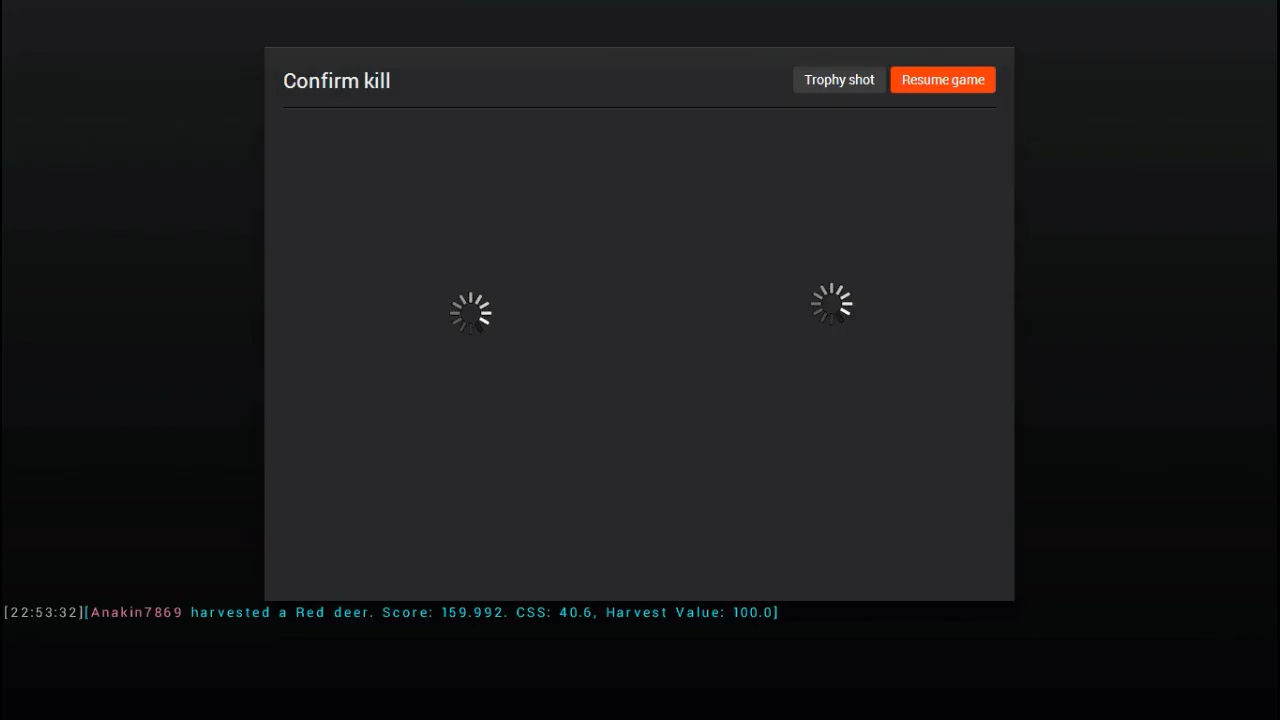 Confirm kill
Trophy shot
Resume game
[22:53:32][Anakin7869 harvested a Red deer. Score: 159.992. CSS: 40.6, Harvest Value: 100.0]